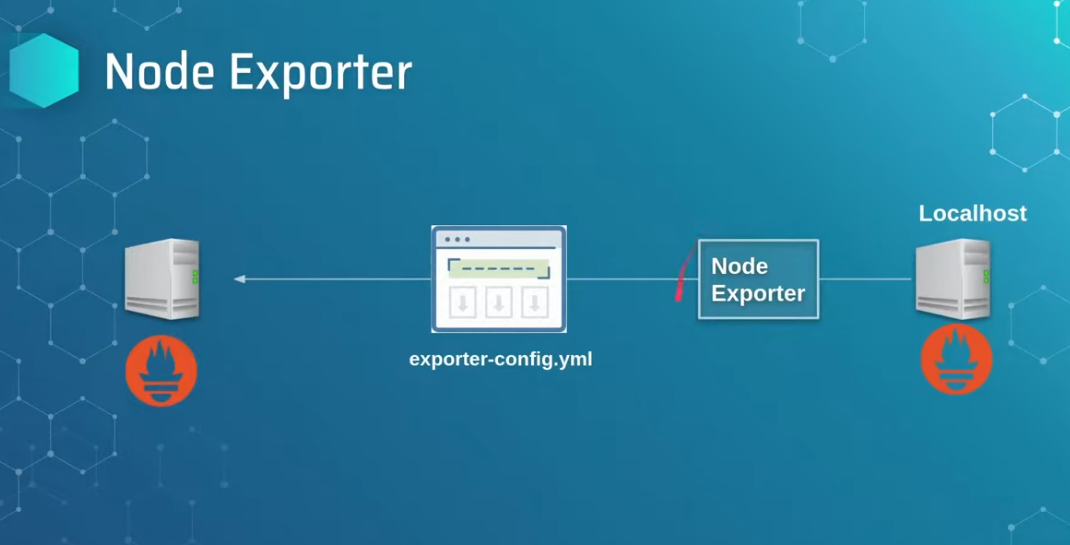 Node Exporter
Localhost
Node
Exporter
exporter-config.yml